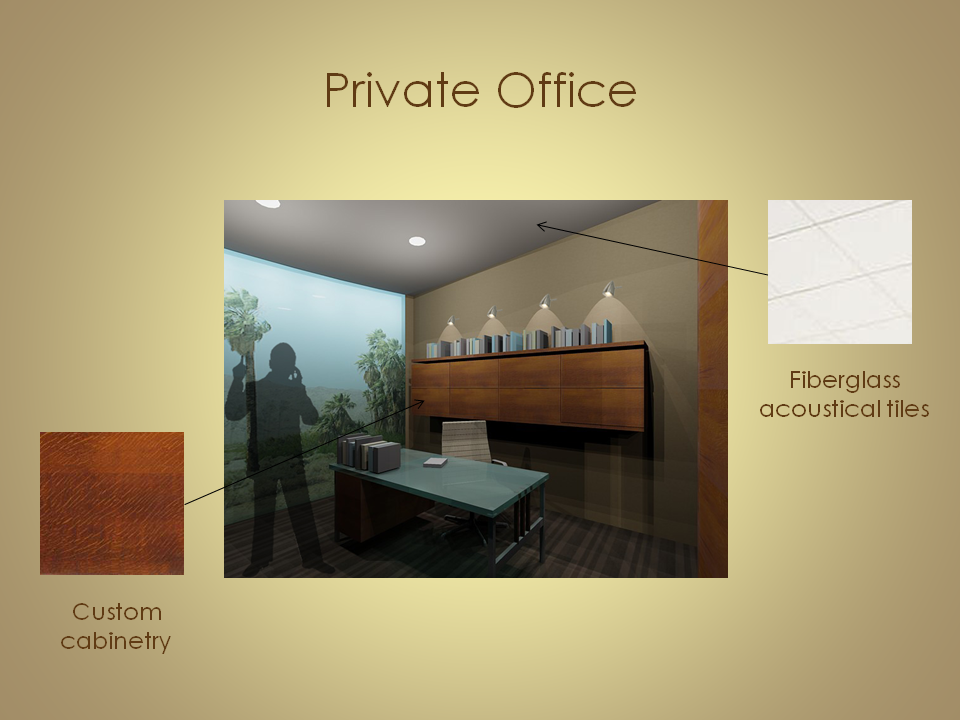 Private Office
Fiberglass
acoustical tiles
Custom
cabinetry